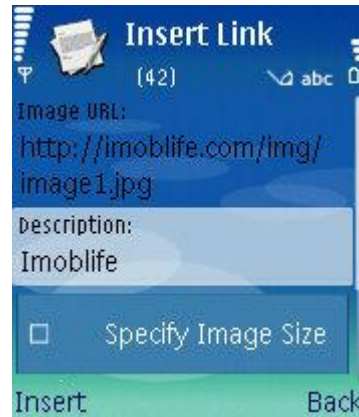 Insert Link
(42) abc
Image URL:
http://imoblife.com/img/
image1.jpg
Description:
Imoblife
Specify Image Size
Insert Back